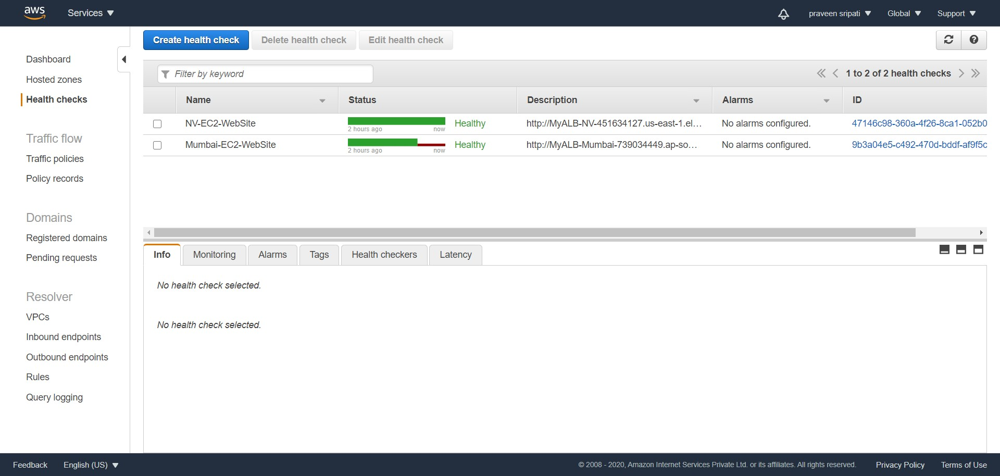 aws
Services
praveen sripati
Global
Support
Dashboard
Hosted zones
Health checks
Traffic flow
Traffic policies
Policy records
Domains
Registered domains
Pending requests
Resolver
VPCs
Inbound endpoints
Outbound endpoints
Rules
Query logging
Create health check
Delete health check
Edit health check
Filter by keyword
1 to 2 of 2 health checks
Name Status Description Alarms ID
NV-EC2-WebSite 2 hours ago now Healthy http://MyALB-NV-451634127.us-east-1.el... No alarms configured. 47146c98-360a-4f26-8ca1-052b0
Mumbai-EC2-WebSite 2 hours ago now Healthy http://MyALB-Mumbai-739034449.ap-so... No alarms configured. 9b3a04e5-c492-470d-bddf-af9f5c
Info Monitoring Alarms Tags Health checkers Latency
No health check selected.
No health check selected.
Feedback English (US) © 2008 - 2020, Amazon Internet Services Private Ltd. or its affiliates. All rights reserved. Privacy Policy Terms of Use